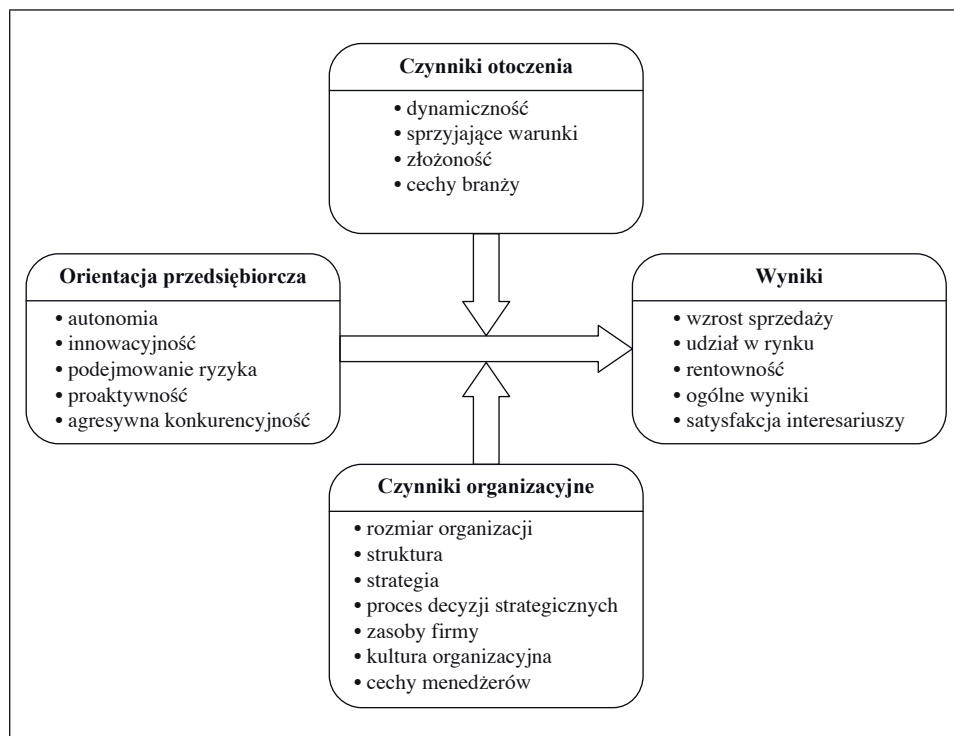 Czynniki otoczenia
• dynamiczność
• sprzyjające warunki
• złożoność
• cechy branży
Orientacja przedsiębiorcza
• autonomia
• innowacyjność
• podejmowanie ryzyka
• proaktywność
• agresywna konkurencyjność
Wyniki
• wzrost sprzedaży
• udział w rynku
• rentowność
• ogólne wyniki
• satysfakcja interesariuszy
Czynniki organizacyjne
• rozmiar organizacji
• struktura
• strategia
• proces decyzji strategicznych
• zasoby firmy
• kultura organizacyjna
• cechy menedżerów